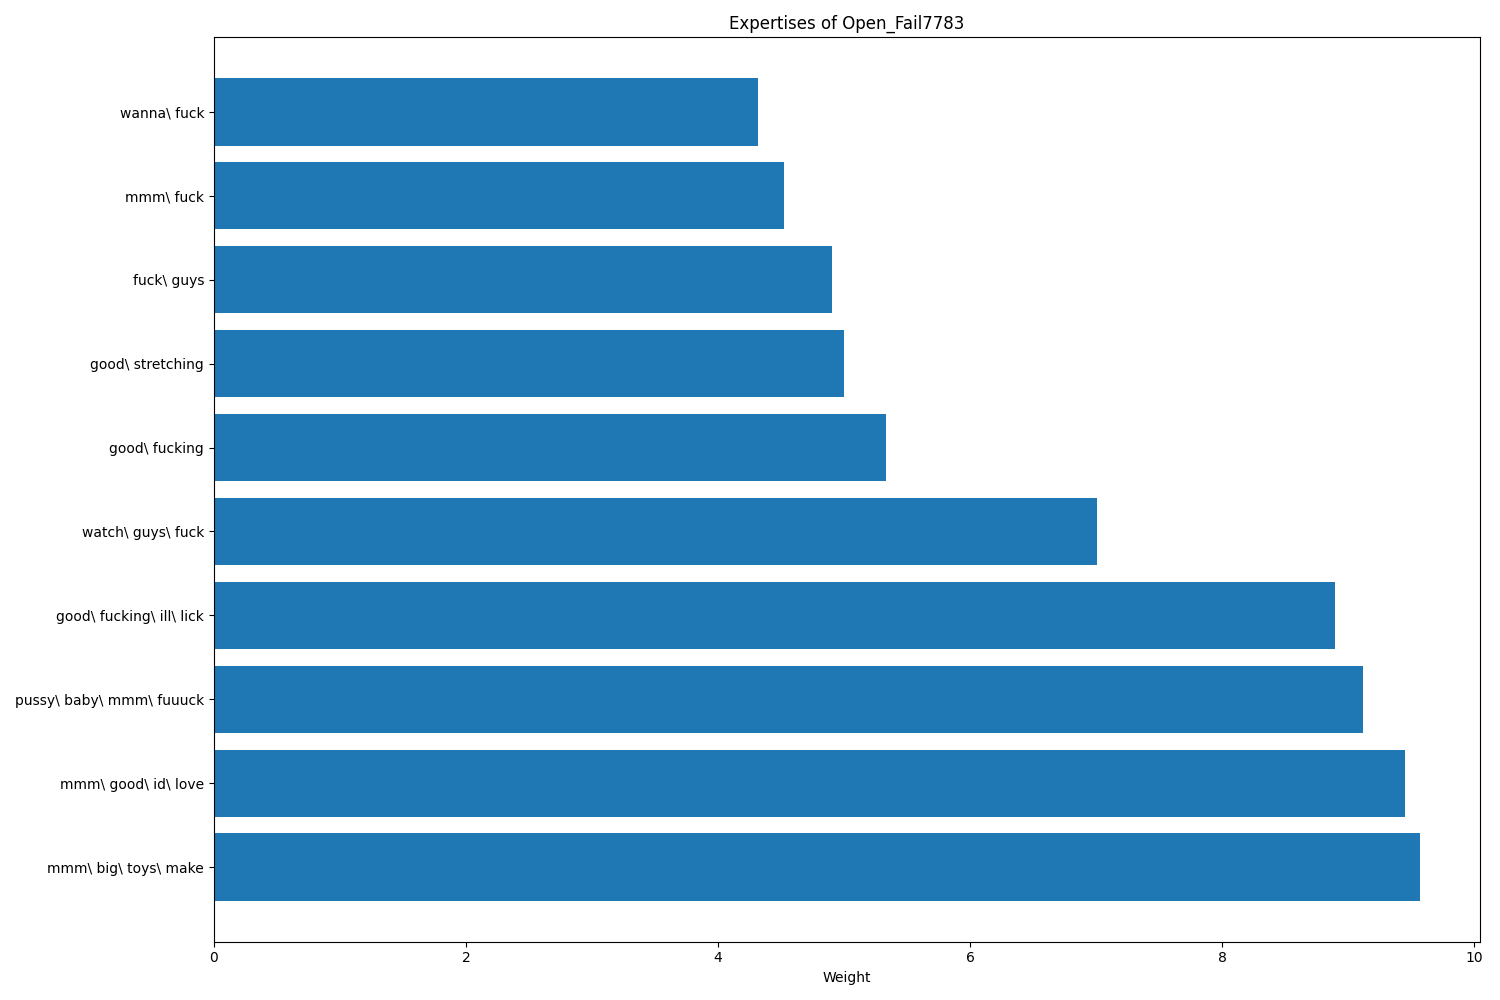 Expertises of Open_Fail7783
wanna\ fuck
mmm\ fuck
fuck\ guys
good\ stretching
good\ fucking
watch\ guys\ fuck
good\ fucking\ ill\ lick
pussy\ baby\ mmm\ fuuuck
mmm\ good\ id\ love
mmm\ big\ toys\ make
0 2 4 6 8 10
Weight